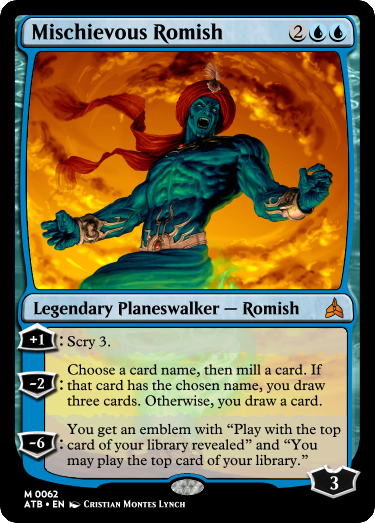 Mischievous Romish 2
Legendary Planeswalker — Romish
+1: Scry 3.
Choose a card name, then mill a card. If
-2: that card has the chosen name, you draw
three cards. Otherwise, you draw a card.
You get an emblem with “Play with the top
-6: card of your library revealed” and “You
may play the top card of your library.”
3
M 0062
ATB • EN Cristian Montes Lynch